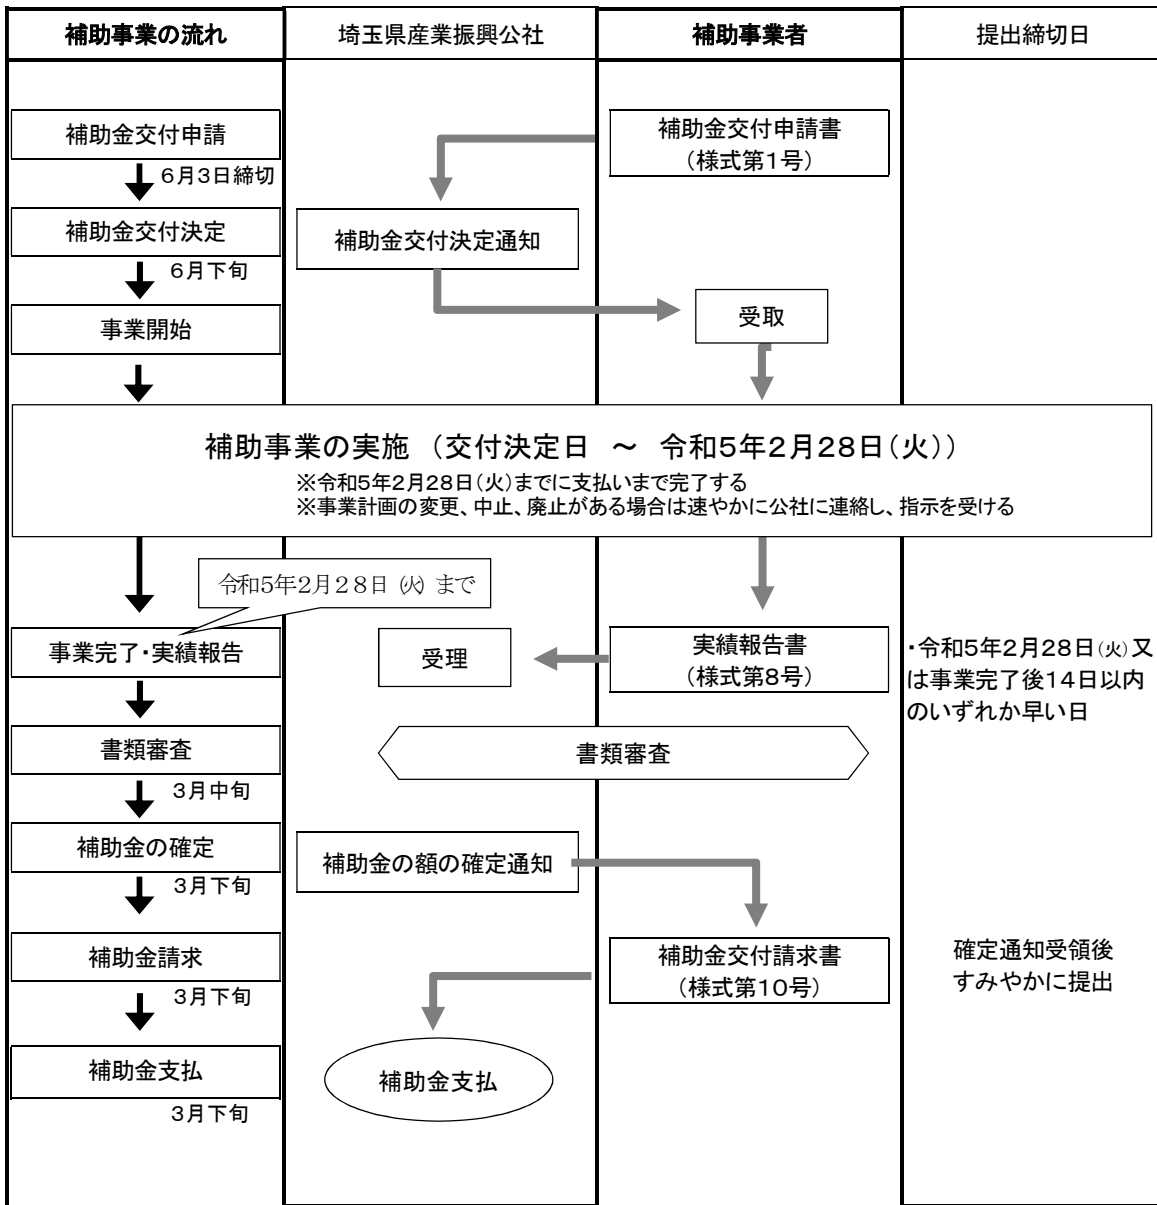 補助事業の流れ
埼玉県産業振興公社
補助事業者
提出締切日
補助金交付申請
補助金交付申請書
（様式第１号）
６月３日締切
補助金交付決定
補助金交付決定通知
６月下旬
受取
事業開始
補助事業の実施 （交付決定日 ～ 令和５年２月２８日（火））
※令和５年２月２８日（火）までに支払いまで完了する
※事業計画の変更、中止、廃止がある場合は速やかに公社に連絡し、指示を受ける
令和5年2月２８日 (火) まで
事業完了・実績報告
受理
実績報告書
（様式第８号）
・令和５年２月２８日（火）又
は事業完了後１４日以内
のいずれか早い日
書類審査
書類審査
３月中旬
補助金の確定
補助金の額の確定通知
３月下旬
補助金請求
補助金交付請求書
（様式第１０号）
確定通知受領後
すみやかに提出
３月下旬
補助金支払
補助金支払
３月下旬